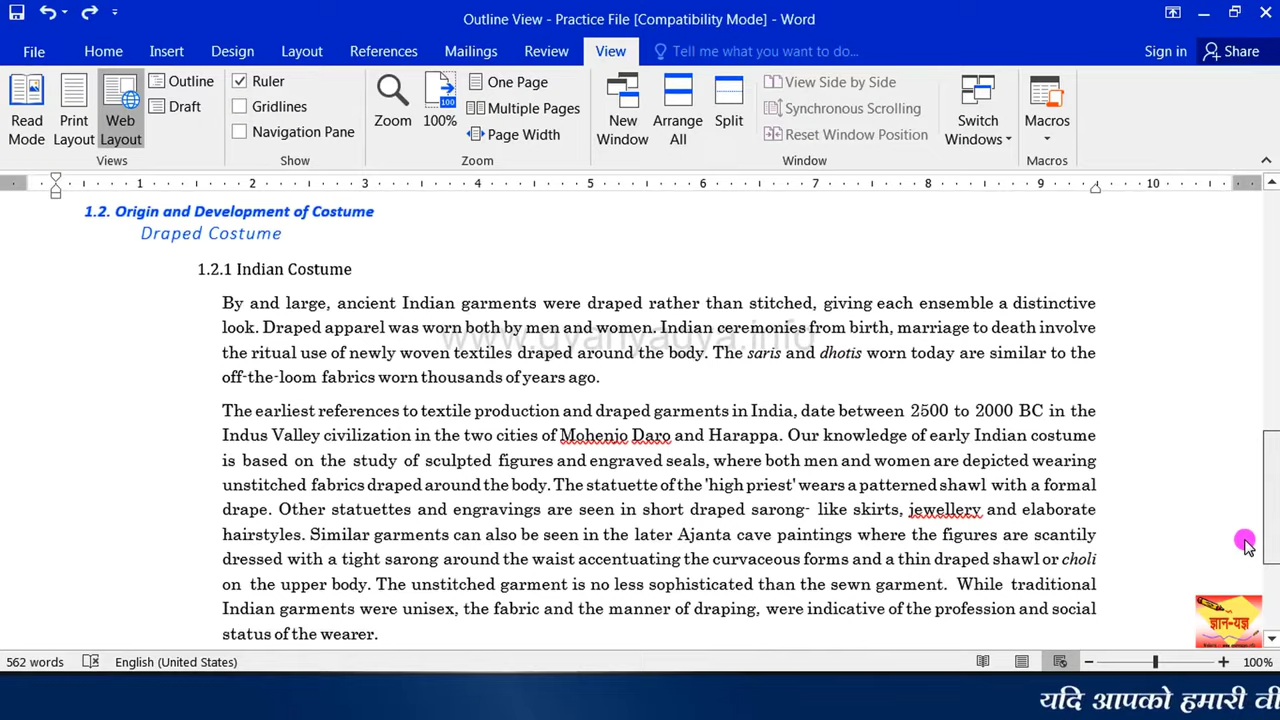 Outline View - Practice File [Compatibility Mode] - Word
File Home Insert Design Layout References Mailings Review View Tell me what you want to do... Sign in Share
Read Mode
Print Layout
Web Layout
Outline
Draft
Views
Ruler
Gridlines
Navigation Pane
Show
Zoom
100
100%
One Page
Multiple Pages
Page Width
Zoom
New Window
Arrange All
Split
View Side by Side
Synchronous Scrolling
Reset Window Position
Window
Switch Windows
Macros
Macros
1 2 3 4 5 6 7 8 9 10
1.2. Origin and Development of Costume
Draped Costume
1.2.1 Indian Costume
By and large, ancient Indian garments were draped rather than stitched, giving each ensemble a distinctive
look. Draped apparel was worn both by men and women. Indian ceremonies from birth, marriage to death involve
www.gyanyagya.info
the ritual use of newly woven textiles draped around the body. The saris and dhotis worn today are similar to the
off-the-loom fabrics worn thousands of years ago.
The earliest references to textile production and draped garments in India, date between 2500 to 2000 BC in the
Indus Valley civilization in the two cities of Mohenjo Daro and Harappa. Our knowledge of early Indian costume
is based on the study of sculpted figures and engraved seals, where both men and women are depicted wearing
unstitched fabrics draped around the body. The statuette of the 'high priest' wears a patterned shawl with a formal
drape. Other statuettes and engravings are seen in short draped sarong- like skirts, jewellery and elaborate
hairstyles. Similar garments can also be seen in the later Ajanta cave paintings where the figures are scantily
dressed with a tight sarong around the waist accentuating the curvaceous forms and a thin draped shawl or choli
on the upper body. The unstitched garment is no less sophisticated than the sewn garment. While traditional
Indian garments were unisex, the fabric and the manner of draping, were indicative of the profession and social
status of the wearer.
ज्ञान-यज्ञ
562 words English (United States) 100%
यदि आपको हमारी वी